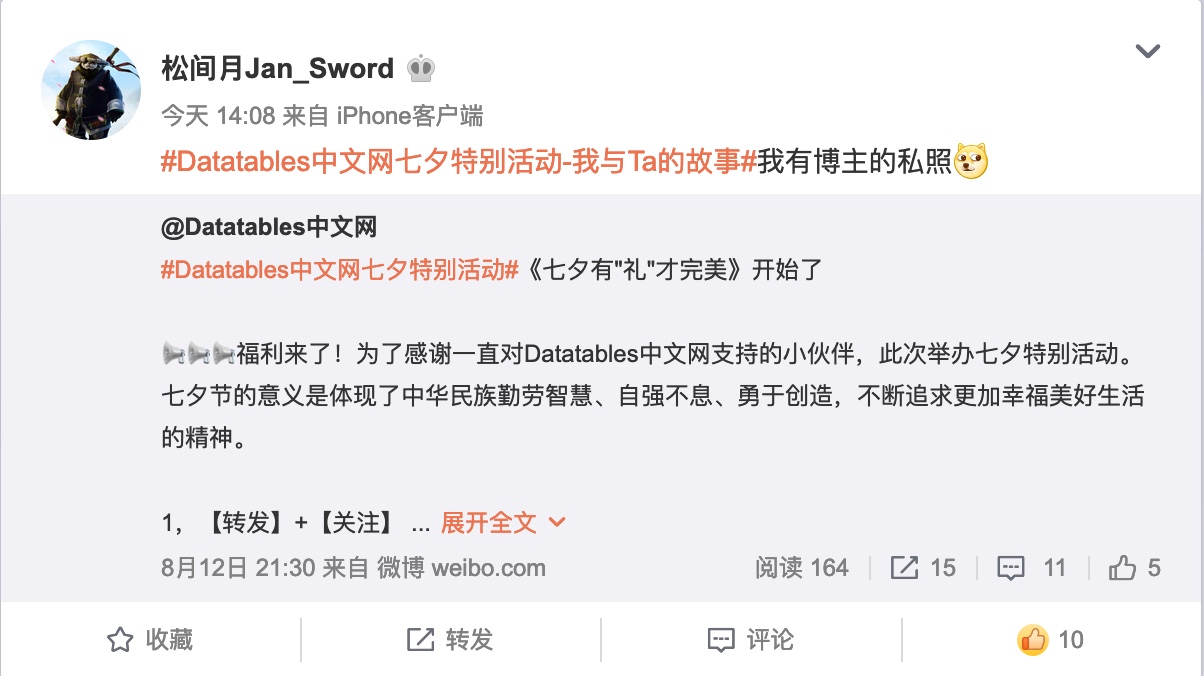 松间月Jan_Sword
今天 14:08 来自 iPhone客户端
#Datatables中文网七夕特别活动-我与Ta的故事#我有博主的私照
@Datatables中文网
#Datatables中文网七夕特别活动#《七夕有"礼"才完美》开始了
福利来了！为了感谢一直对Datatables中文网支持的小伙伴，此次举办七夕特别活动。
七夕节的意义是体现了中华民族勤劳智慧、自强不息、勇于创造，不断追求更加幸福美好生活
的精神。
1，【转发】+【关注】 ... 展开全文
8月12日 21:30 来自 微博 weibo.com 阅读 164 15 11 5
收藏 转发 评论 10